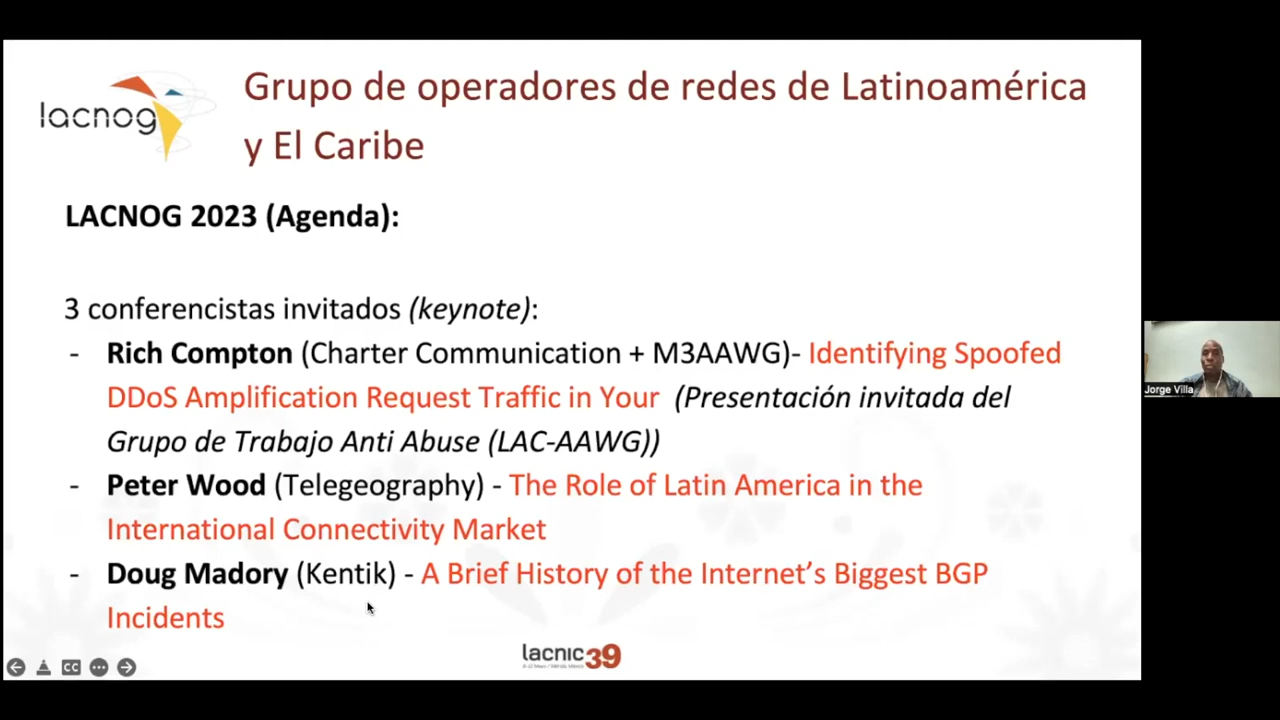 lacnog
Grupo de operadores de redes de Latinoamérica
y El Caribe
LACNOG 2023 (Agenda):
3 conferencistas invitados (keynote):
- Rich Compton (Charter Communication + M3AAWG)- Identifying Spoofed
DDoS Amplification Request Traffic in Your (Presentación invitada del
Grupo de Trabajo Anti Abuse (LAC-AAWG))
- Peter Wood (Telegeography) - The Role of Latin America in the
International Connectivity Market
- Doug Madory (Kentik) - A Brief History of the Internet’s Biggest BGP
Incidents
Jorge Villa
CC
lacnic 39